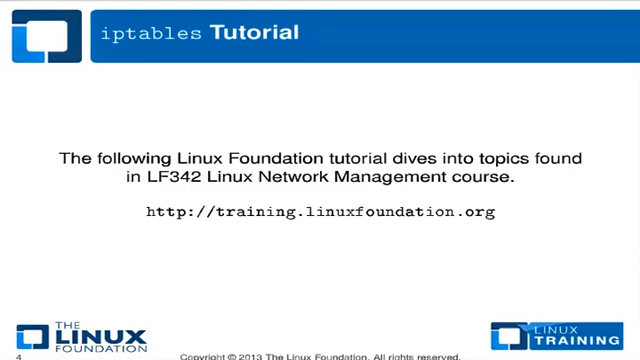 iptables Tutorial
The following Linux Foundation tutorial dives into topics found
in LF342 Linux Network Management course.
http://training.linuxfoundation.org
THE
LINUX
FOUNDATION
LINUX
TRAINING
4
Copyright © 2013 The Linux Foundation. All rights reserved.